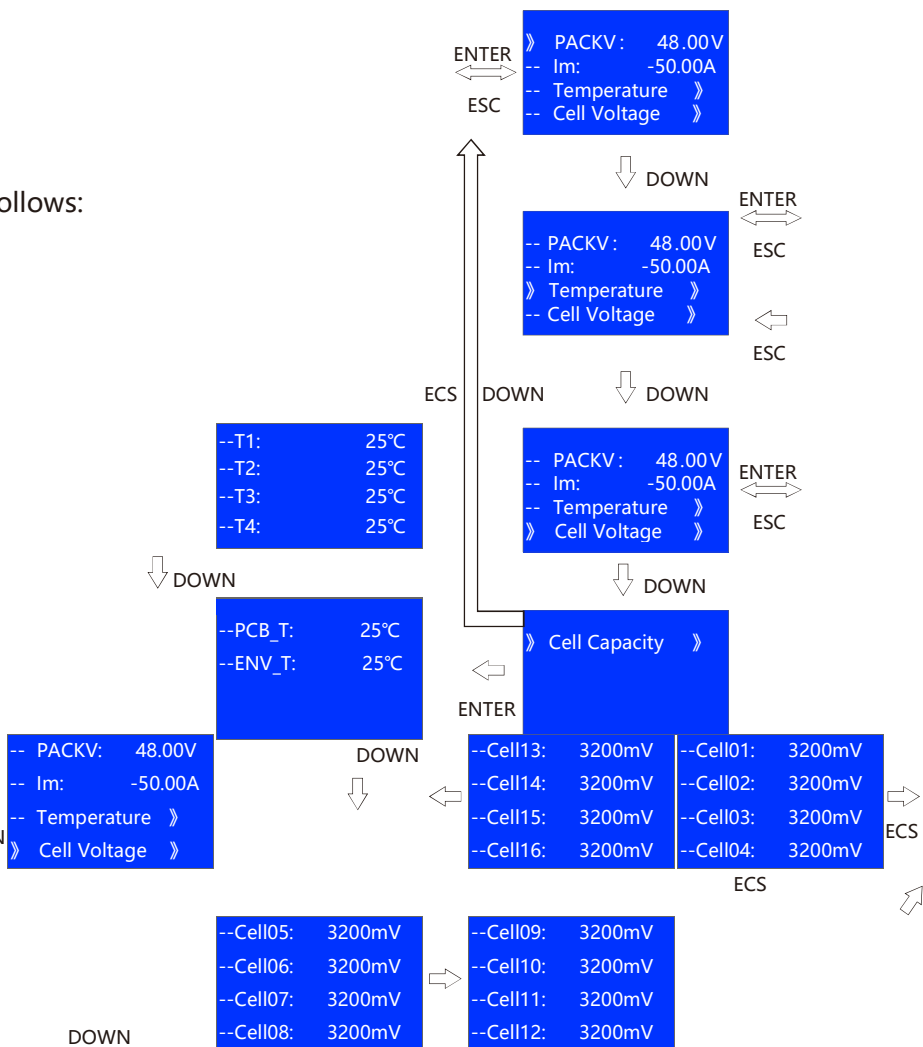 》 PACKV: 48.00V
ENTER
-- Im: -50.00A
-- Temperature 》
ESC
-- Cell Voltage 》
DOWN
ollows:
ENTER
-- PACKV: 48.00V
ESC
-- Im: -50.00A
》 Temperature 》
-- Cell Voltage 》
ESC
ECS DOWN
DOWN
--T1: 25℃
--T2: 25℃
--T3: 25℃
--T4: 25℃
-- PACKV: 48.00V
ENTER
-- Im: -50.00A
-- Temperature 》
ESC
》 Cell Voltage 》
DOWN
DOWN
--PCB_T: 25℃
--ENV_T: 25℃
》 Cell Capacity 》
ENTER
DOWN
-- PACKV: 48.00V
-- Im: -50.00A
-- Temperature 》
》 Cell Voltage 》
--Cell13: 3200mV
--Cell14: 3200mV
--Cell15: 3200mV
--Cell16: 3200mV
--Cell01: 3200mV
--Cell02: 3200mV
--Cell03: 3200mV
--Cell04: 3200mV
ECS
ECS
--Cell05: 3200mV
--Cell06: 3200mV
--Cell07: 3200mV
--Cell08: 3200mV
--Cell09: 3200mV
--Cell10: 3200mV
--Cell11: 3200mV
--Cell12: 3200mV
DOWN